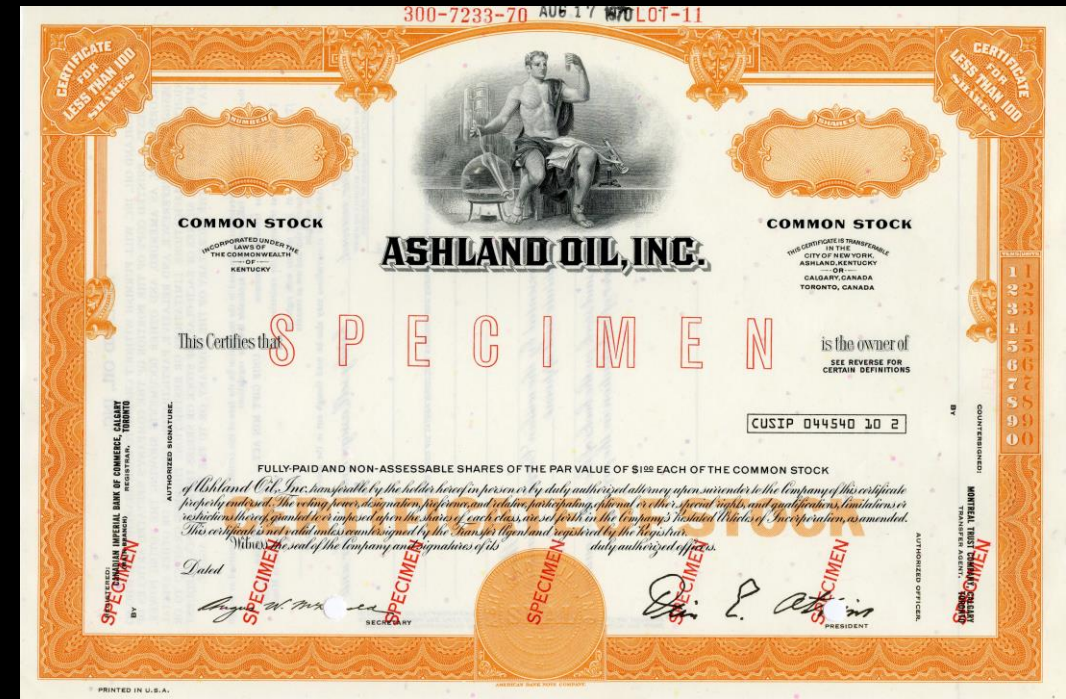 300-7233-70 AUG 17 1970 LOT-11
CERTIFICATE
FOR
LESS THAN 100
SHARES
CERTIFICATE
FOR
LESS THAN 100
SHARES
NUMBER
SHARES
COMMON STOCK
INCORPORATED UNDER THE
LAWS OF
THE COMMONWEALTH
OF
KENTUCKY
ASHLAND OIL, INC.
COMMON STOCK
THIS CERTIFICATE IS TRANSFERABLE
IN THE
CITY OF NEW YORK,
ASHLAND, KENTUCKY
OR
CALGARY, CANADA
TORONTO, CANADA
1 1
2 2
3 3
4 4
5 5
6 6
7 7
8 8
9 9
0 0
This Certifies that
SPECIMEN
is the owner of
SEE REVERSE FOR
CERTAIN DEFINITIONS
CUSIP 044540 10 2
FULLY-PAID AND NON-ASSESSABLE SHARES OF THE PAR VALUE OF $1.00 EACH OF THE COMMON STOCK
of Ashland Oil, Inc. transferable by the holder hereof in person or by duly authorized attorney upon surrender to the Company of this certificate
properly endorsed. The voting power, designation, preference, and relative, participating, optional or other special rights, and qualifications, limitations or
restrictions thereof, granted to or imposed upon the shares of each class, are set forth in the Company's Restated Articles of Incorporation, as amended.
This certificate is not valid unless countersigned by the Transfer Agent and registered by the Registrar.
Witness the seal of the Company and signatures of its duly authorized officers.
Dated
SECRETARY
PRESIDENT
REGISTERED:
CANADIAN IMPERIAL BANK OF COMMERCE, CALGARY
REGISTRAR, TORONTO
BY
AUTHORIZED SIGNATURE.
COUNTERSIGNED:
MONTREAL TRUST COMPANY, CALGARY
TRANSFER AGENT, TORONTO
BY
AUTHORIZED OFFICER.
SPECIMEN
SPECIMEN
SPECIMEN
SPECIMEN
SPECIMEN
SPECIMEN
SPECIMEN
AMERICAN BANK NOTE COMPANY
PRINTED IN U.S.A.